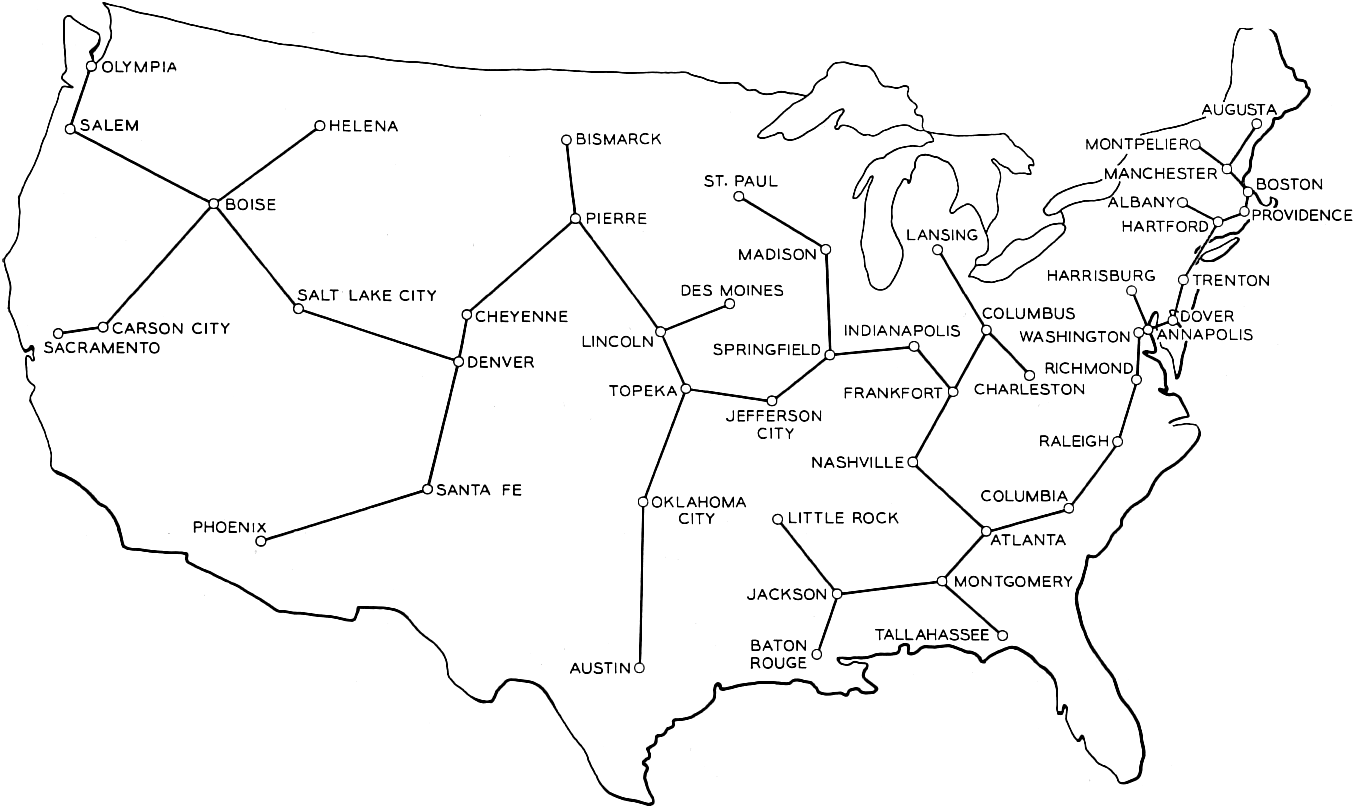 OLYMPIA
SALEM
HELENA
BOISE
SALT LAKE CITY
CARSON CITY
SACRAMENTO
BISMARCK
PIERRE
CHEYENNE
DENVER
SANTA FE
PHOENIX
ST. PAUL
MADISON
DES MOINES
LINCOLN
TOPEKA
SPRINGFIELD
INDIANAPOLIS
JEFFERSON
CITY
FRANKFORT
OKLAHOMA
CITY
AUSTIN
LANSING
COLUMBUS
CHARLESTON
NASHVILLE
LITTLE ROCK
JACKSON
BATON
ROUGE
MONTGOMERY
TALLAHASSEE
ATLANTA
COLUMBIA
RALEIGH
RICHMOND
WASHINGTON
ANNAPOLIS
DOVER
HARRISBURG
TRENTON
HARTFORD
PROVIDENCE
ALBANY
BOSTON
MANCHESTER
MONTPELIER
AUGUSTA